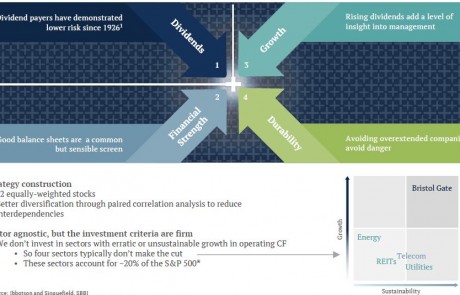 Dividend payers have demonstrated
lower risk since 1926¹
Dividends
1
Growth
3
Rising dividends add a level of
insight into management
Good balance sheets are a common
but sensible screen
Financial
Strength
2
Durability
4
Avoiding overextended compani
avoid danger
rategy construction
2 equally-weighted stocks
etter diversification through paired correlation analysis to reduce
nterdependencies
tor agnostic, but the investment criteria are firm
We don't invest in sectors with erratic or unsustainable growth in operating CF
• So four sectors typically don't make the cut
• These sectors account for ~20% of the S&P 500*
Growth
Bristol Gate
Energy
REITs
Telecom
Utilities
Sustainability
urce: (Ibbotson and Sinquefield, SBBI)